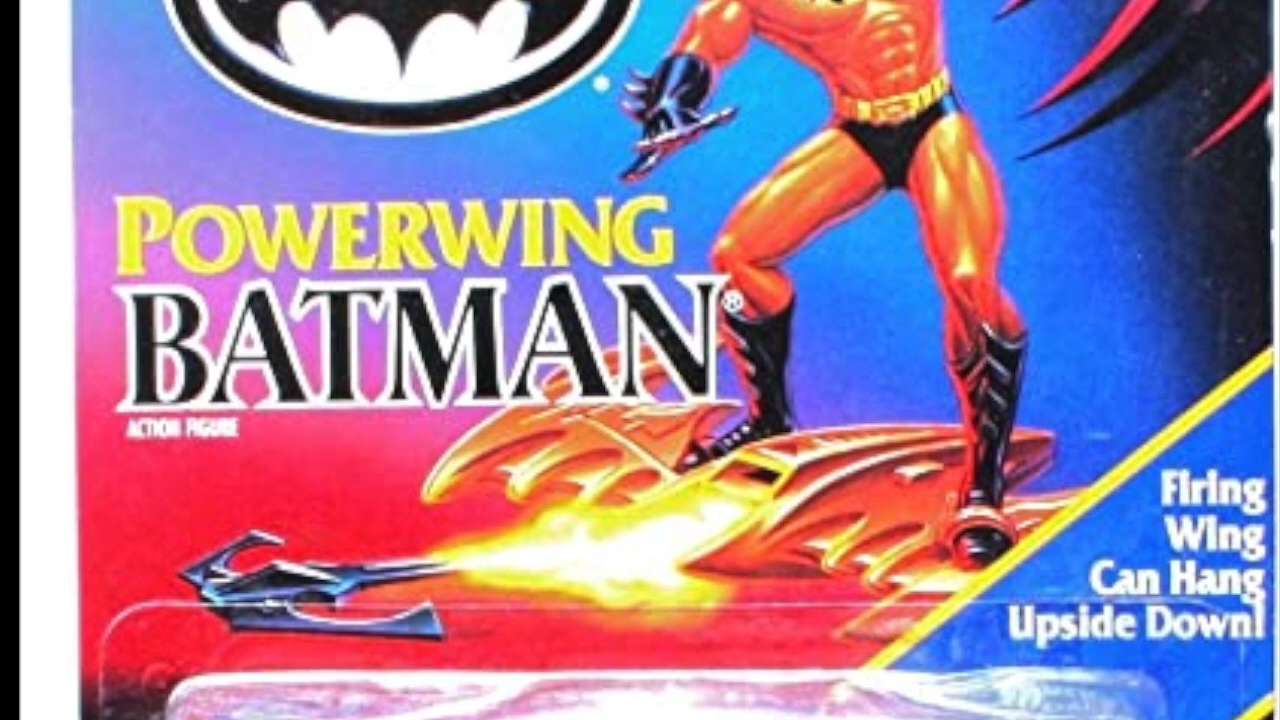 POWERWING
BATMAN®
ACTION FIGURE
Firing
Wing
Can Hang
Upside Down!